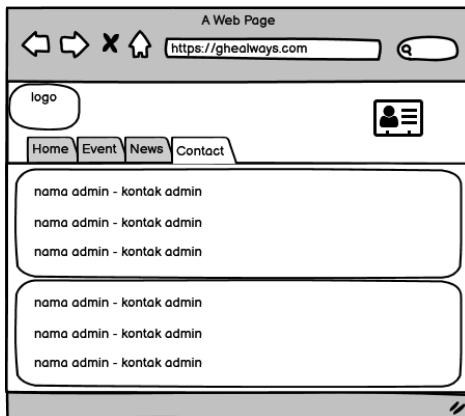 A Web Page
https://ghealways.com
logo
Home Event News Contact
nama admin - kontak admin
nama admin - kontak admin
nama admin - kontak admin
nama admin - kontak admin
nama admin - kontak admin
nama admin - kontak admin